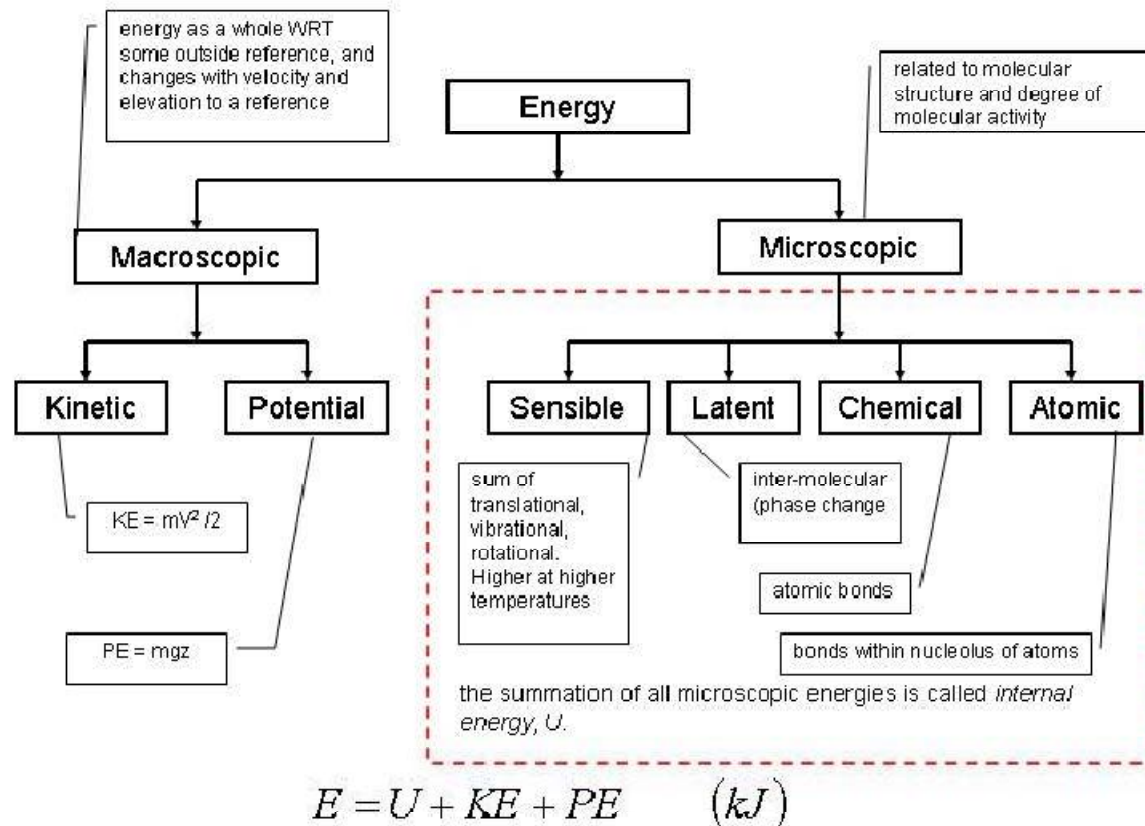 energy as a whole WRT
some outside reference, and
changes with velocity and
elevation to a reference
Energy
related to molecular
structure and degree of
molecular activity
Macroscopic
Microscopic
Kinetic
Potential
Sensible
Latent
Chemical
Atomic
KE = mV² /2
PE = mgz
sum of
translational,
vibrational,
rotational.
Higher at higher
temperatures
inter-molecular
(phase change
atomic bonds
bonds within nucleolus of atoms
the summation of all microscopic energies is called internal
energy, U.
E = U + KE + PE (kJ)